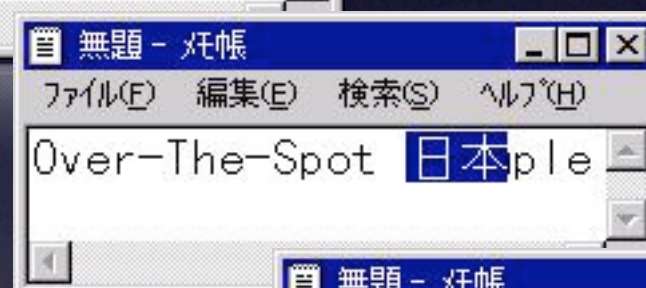 無題 - ﾒﾓ帳
ﾌｧｲﾙ(F) 編集(E) 検索(S) ﾍﾙﾌﾟ(H)
Over-The-Spot 日本ple
無題 - ﾒﾓ帳